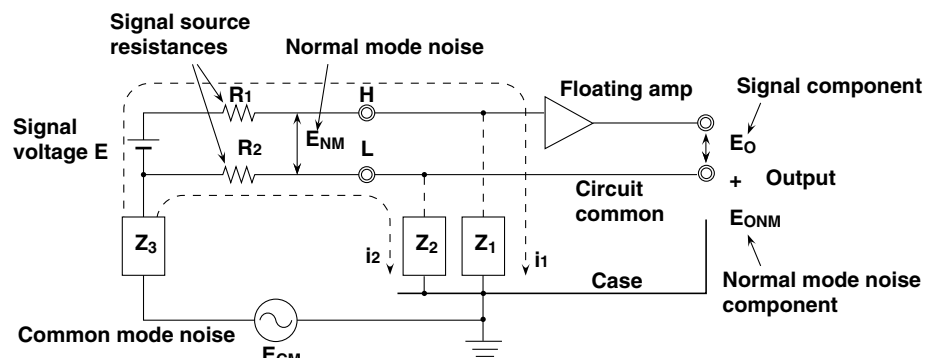 Signal source
resistances
Normal mode noise
Signal component
Floating amp
R1
H
Signal
voltage E
ENM
EO
R2
L
+ Output
Circuit
common
EONM
Z3
Z2
Z1
i2
i1
Case
Normal mode noise
component
Common mode noise
ECM